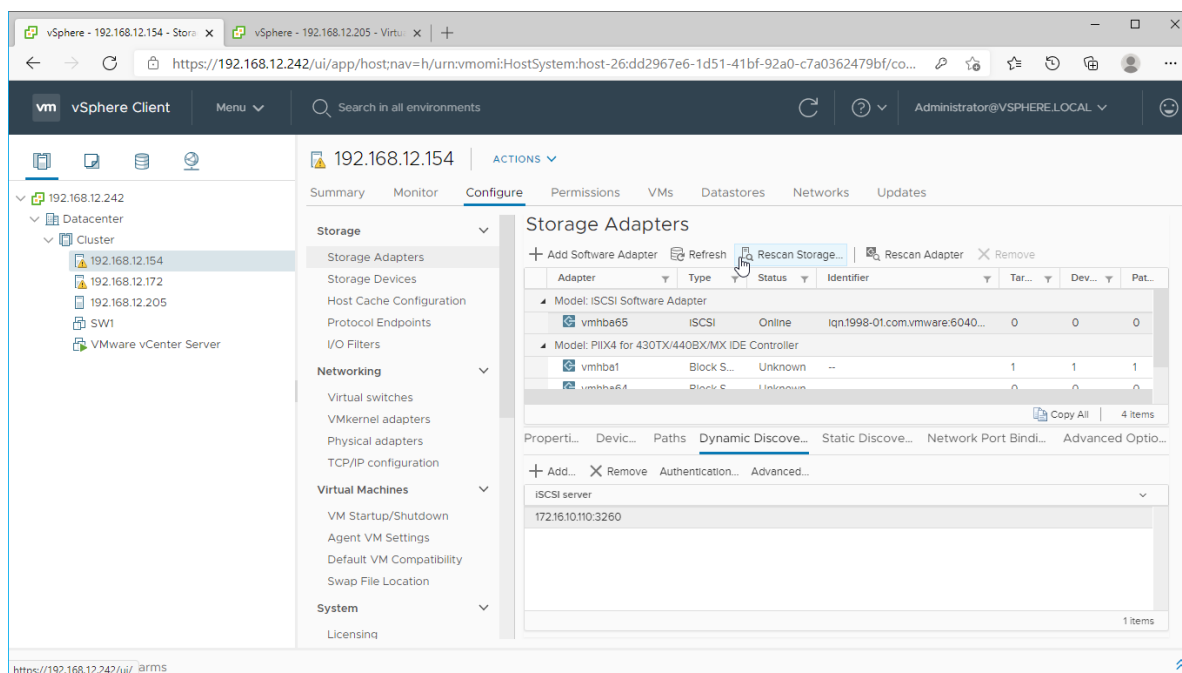 vSphere - 192.168.12.154 - Stora
vSphere - 192.168.12.205 - Virtu
https://192.168.12.242/ui/app/host;nav=h/urn:vmomi:HostSystem:host-26:dd2967e6-1d51-41bf-92a0-c7a0362479bf/co...
vm vSphere Client Menu Search in all environments Administrator@VSPHERE.LOCAL
192.168.12.242
Datacenter
Cluster
192.168.12.154
192.168.12.172
192.168.12.205
SW1
VMware vCenter Server
192.168.12.154 ACTIONS
Summary Monitor Configure Permissions VMs Datastores Networks Updates
Storage
Storage Adapters
Storage Devices
Host Cache Configuration
Protocol Endpoints
I/O Filters
Networking
Virtual switches
VMkernel adapters
Physical adapters
TCP/IP configuration
Virtual Machines
VM Startup/Shutdown
Agent VM Settings
Default VM Compatibility
Swap File Location
System
Licensing
Storage Adapters
Add Software Adapter Refresh Rescan Storage... Rescan Adapter Remove
Adapter Type Status Identifier Tar... Dev... Pat...
Model: iSCSI Software Adapter
vmhba65 iSCSI Online iqn.1998-01.com.vmware:6040... 0 0 0
Model: PIIX4 for 430TX/440BX/MX IDE Controller
vmhba1 Block S... Unknown -- 1 1 1
vmhba64 Block S... Unknown 0 0 0
Copy All 4 items
Properti... Devic... Paths Dynamic Discove... Static Discove... Network Port Bindi... Advanced Optio...
Add... Remove Authentication... Advanced...
iSCSI server
172.16.10.110:3260
1 items
https://192.168.12.242/ui/ arms